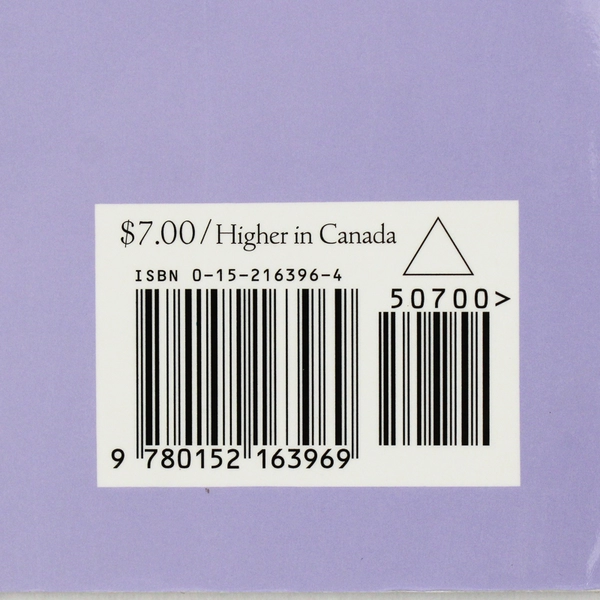 $7.00/Higher in Canada
ISBN 0-15-216396-4
50700>
9 780152 163969